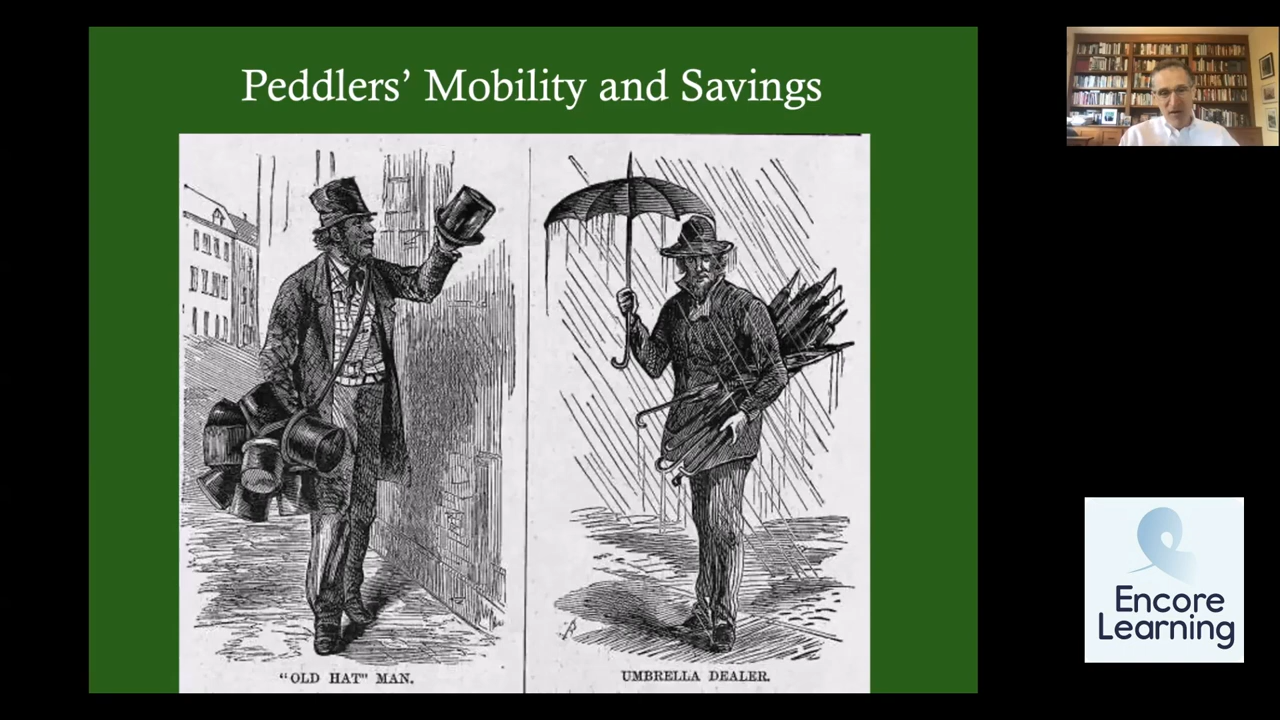 Peddlers’ Mobility and Savings
“OLD HAT” MAN.
UMBRELLA DEALER.
Encore
Learning